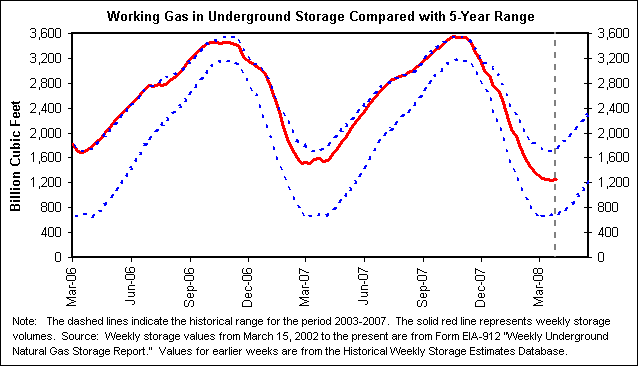 Working Gas in Underground Storage Compared with 5-Year Range
Billion Cubic Feet
3,600
3,200
2,800
2,400
2,000
1,600
1,200
800
400
0
3,600
3,200
2,800
2,400
2,000
1,600
1,200
800
400
0
Mar-06
Jun-06
Sep-06
Dec-06
Mar-07
Jun-07
Sep-07
Dec-07
Mar-08
Note: The dashed lines indicate the historical range for the period 2003-2007. The solid red line represents weekly storage
volumes. Source: Weekly storage values from March 15, 2002 to the present are from Form EIA-912 "Weekly Underground
Natural Gas Storage Report." Values for earlier weeks are from the Historical Weekly Storage Estimates Database.